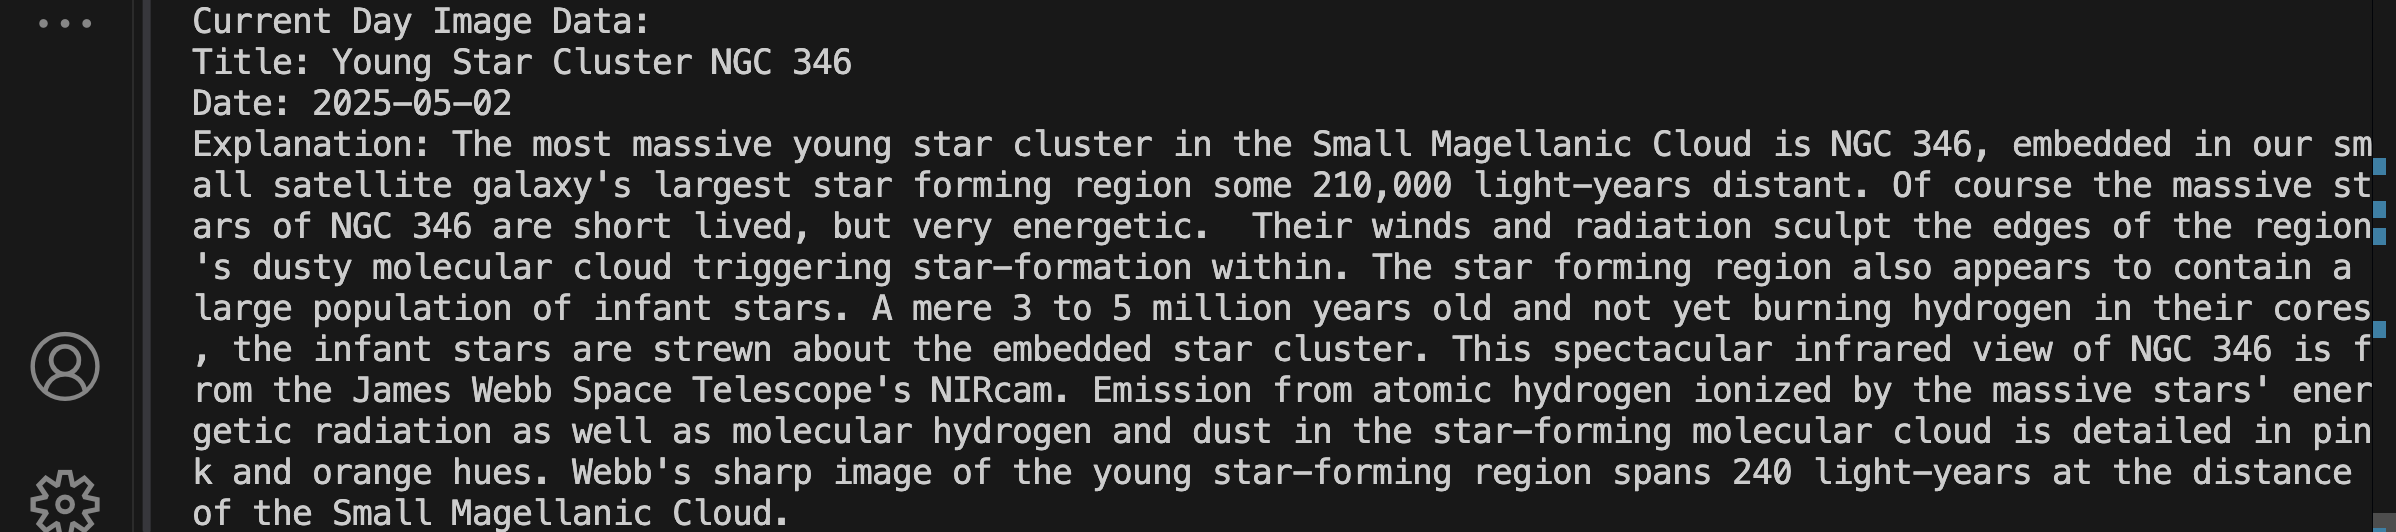 Current Day Image Data:
Title: Young Star Cluster NGC 346
Date: 2025-05-02
Explanation: The most massive young star cluster in the Small Magellanic Cloud is NGC 346, embedded in our sm
all satellite galaxy's largest star forming region some 210,000 light-years distant. Of course the massive st
ars of NGC 346 are short lived, but very energetic.  Their winds and radiation sculpt the edges of the region
's dusty molecular cloud triggering star-formation within. The star forming region also appears to contain a
large population of infant stars. A mere 3 to 5 million years old and not yet burning hydrogen in their cores
, the infant stars are strewn about the embedded star cluster. This spectacular infrared view of NGC 346 is f
rom the James Webb Space Telescope's NIRcam. Emission from atomic hydrogen ionized by the massive stars' ener
getic radiation as well as molecular hydrogen and dust in the star-forming molecular cloud is detailed in pin
k and orange hues. Webb's sharp image of the young star-forming region spans 240 light-years at the distance
of the Small Magellanic Cloud.